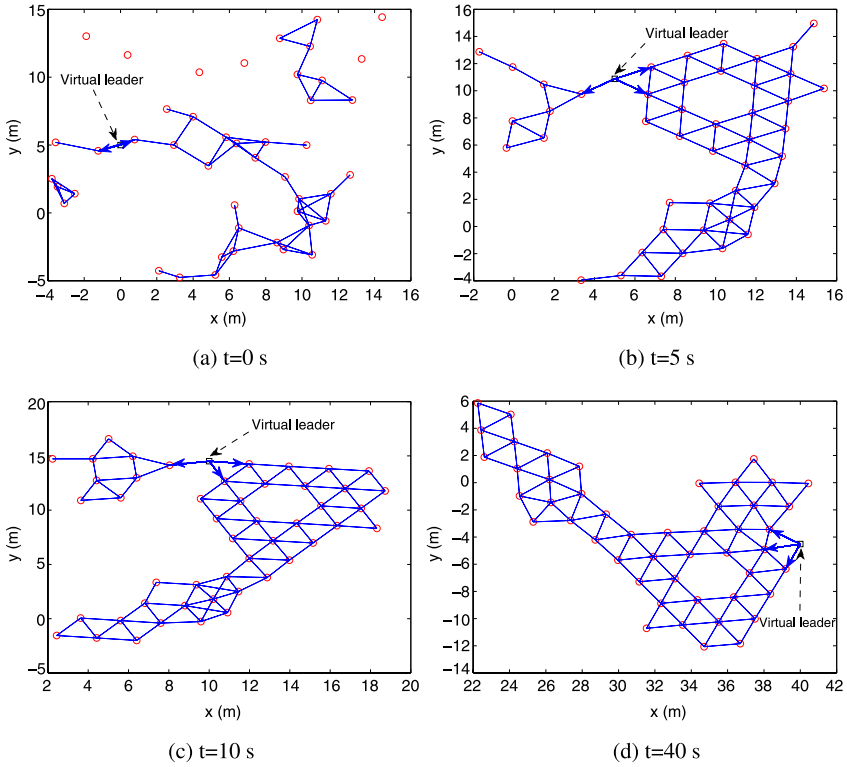 20
15
10
5
0
−5
y (m)
Virtual leader
−4 −2 0 2 4 6 8 10 12 14 16
x (m)
(a) t=0 s
16
14
12
10
8
6
4
2
0
−2
−4
y (m)
Virtual leader
−2 0 2 4 6 8 10 12 14 16
x (m)
(b) t=5 s
20
15
10
5
0
−5
y (m)
Virtual leader
2 4 6 8 10 12 14 16 18 20
x (m)
(c) t=10 s
6
4
2
0
−2
−4
−6
−8
−10
−12
−14
y (m)
Virtual leader
22 24 26 28 30 32 34 36 38 40 42
x (m)
(d) t=40 s